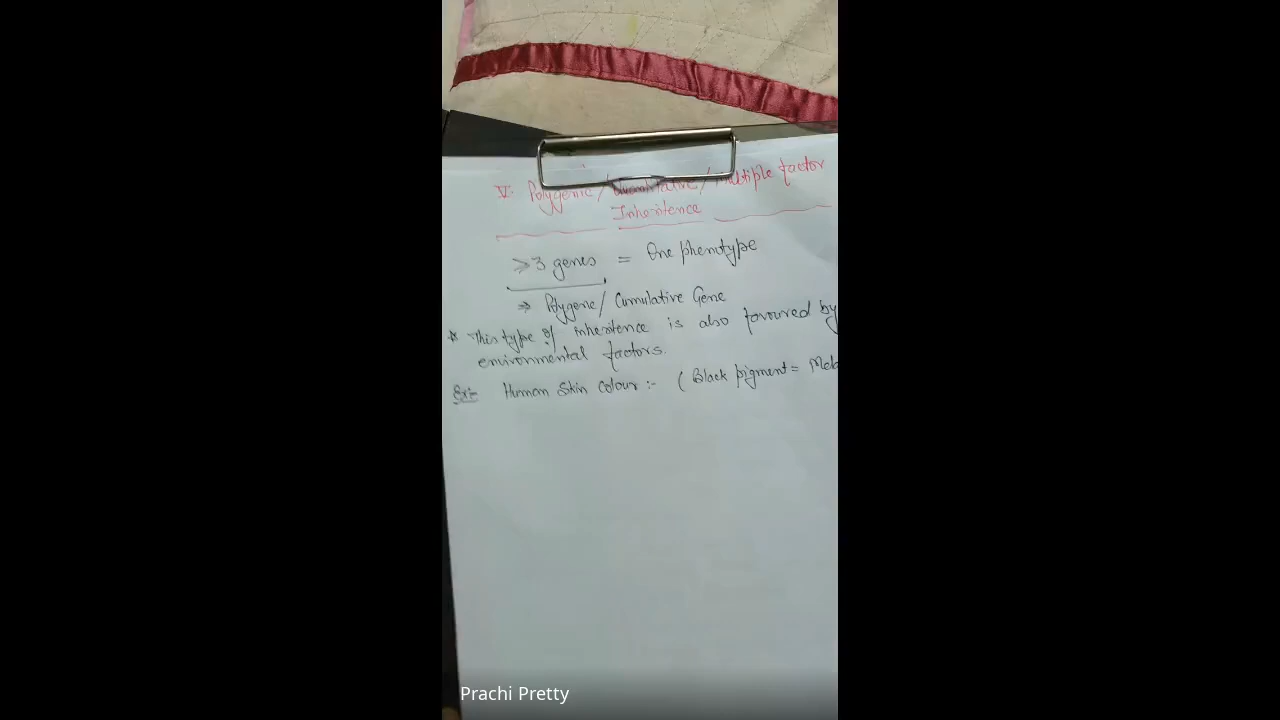 V: Polygenic / Quantitative / Multiple factor
Inheritence
≥3 genes = One phenotype
⇒ Polygene/ Cumulative Gene
* This type of inheritence is also favoured by
environmental factors.
Ex:- Human Skin Colour :- ( Black pigment =
Prachi Pretty